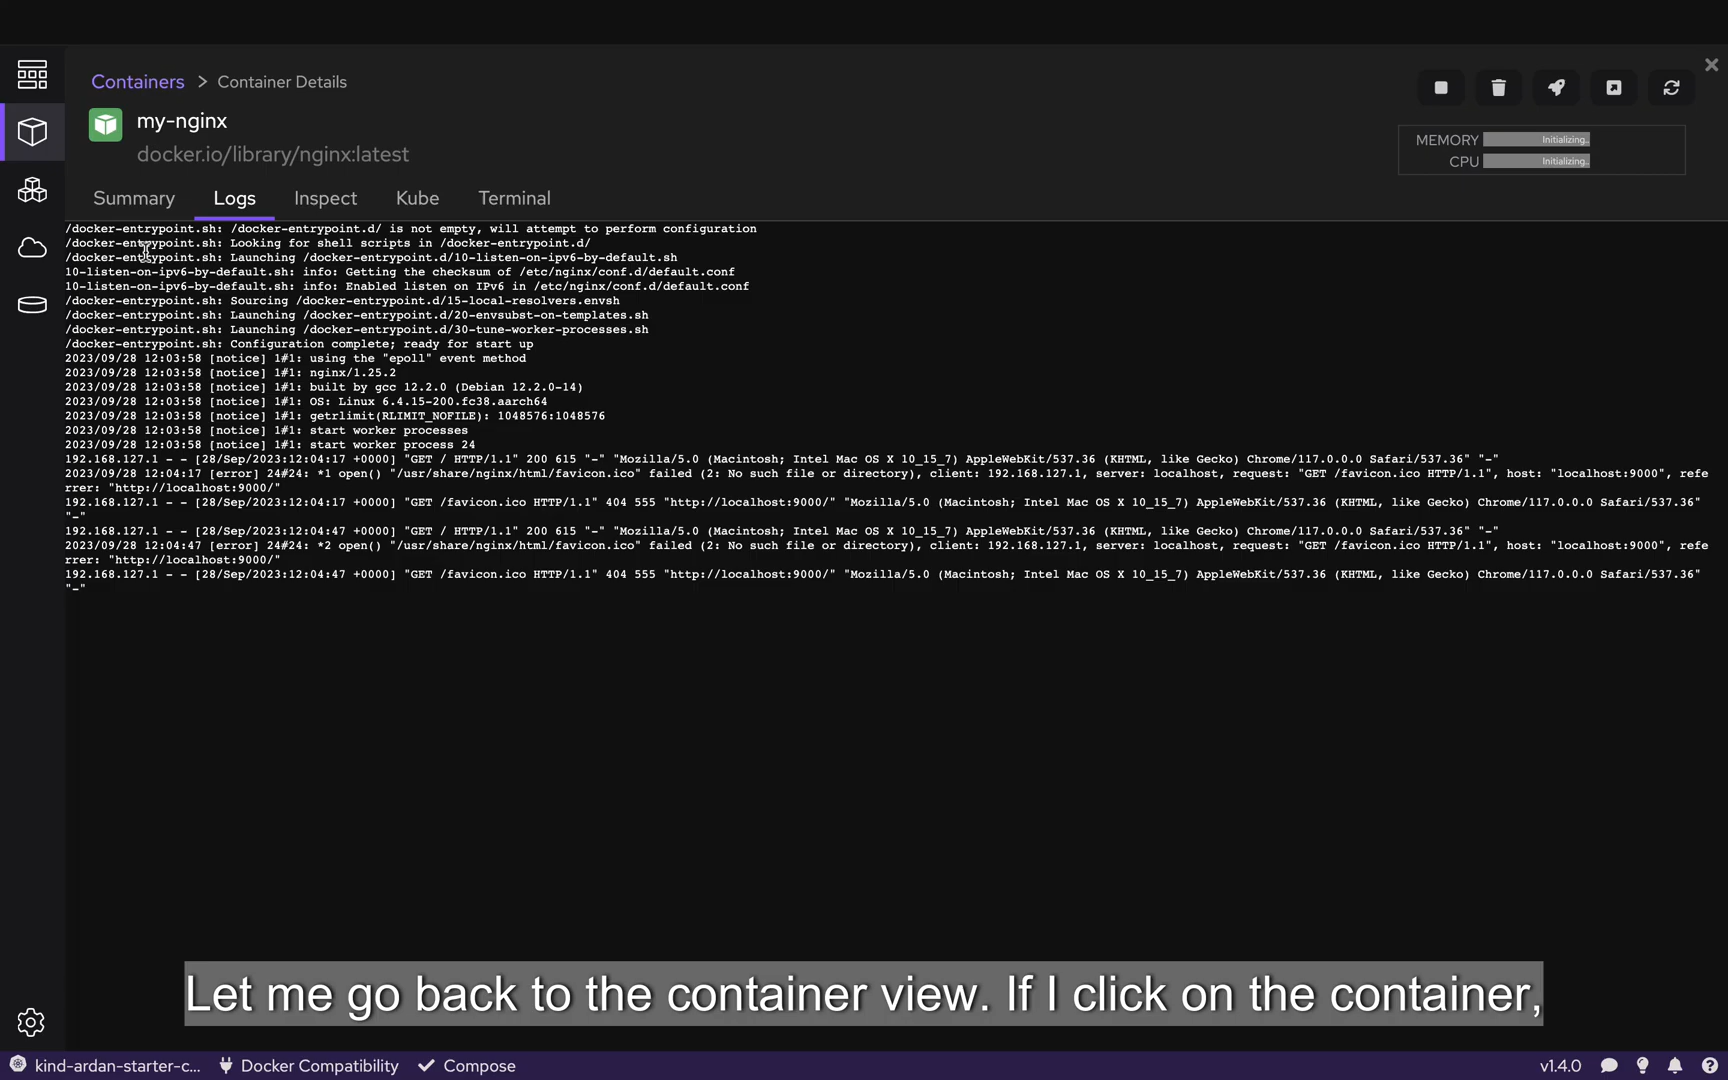 Containers > Container Details
my-nginx
docker.io/library/nginx:latest
MEMORY Initializing..
CPU Initializing..
Summary Logs Inspect Kube Terminal
/docker-entrypoint.sh: /docker-entrypoint.d/ is not empty, will attempt to perform configuration
/docker-entrypoint.sh: Looking for shell scripts in /docker-entrypoint.d/
/docker-entrypoint.sh: Launching /docker-entrypoint.d/10-listen-on-ipv6-by-default.sh
10-listen-on-ipv6-by-default.sh: info: Getting the checksum of /etc/nginx/conf.d/default.conf
10-listen-on-ipv6-by-default.sh: info: Enabled listen on IPv6 in /etc/nginx/conf.d/default.conf
/docker-entrypoint.sh: Sourcing /docker-entrypoint.d/15-local-resolvers.envsh
/docker-entrypoint.sh: Launching /docker-entrypoint.d/20-envsubst-on-templates.sh
/docker-entrypoint.sh: Launching /docker-entrypoint.d/30-tune-worker-processes.sh
/docker-entrypoint.sh: Configuration complete; ready for start up
2023/09/28 12:03:58 [notice] 1#1: using the "epoll" event method
2023/09/28 12:03:58 [notice] 1#1: nginx/1.25.2
2023/09/28 12:03:58 [notice] 1#1: built by gcc 12.2.0 (Debian 12.2.0-14)
2023/09/28 12:03:58 [notice] 1#1: OS: Linux 6.4.15-200.fc38.aarch64
2023/09/28 12:03:58 [notice] 1#1: getrlimit(RLIMIT_NOFILE): 1048576:1048576
2023/09/28 12:03:58 [notice] 1#1: start worker processes
2023/09/28 12:03:58 [notice] 1#1: start worker process 24
192.168.127.1 - - [28/Sep/2023:12:04:17 +0000] "GET / HTTP/1.1" 200 615 "-" "Mozilla/5.0 (Macintosh; Intel Mac OS X 10_15_7) AppleWebKit/537.36 (KHTML, like Gecko) Chrome/117.0.0.0 Safari/537.36" "-"
2023/09/28 12:04:17 [error] 24#24: *1 open() "/usr/share/nginx/html/favicon.ico" failed (2: No such file or directory), client: 192.168.127.1, server: localhost, request: "GET /favicon.ico HTTP/1.1", host: "localhost:9000", refe
rrer: "http://localhost:9000/"
192.168.127.1 - - [28/Sep/2023:12:04:17 +0000] "GET /favicon.ico HTTP/1.1" 404 555 "http://localhost:9000/" "Mozilla/5.0 (Macintosh; Intel Mac OS X 10_15_7) AppleWebKit/537.36 (KHTML, like Gecko) Chrome/117.0.0.0 Safari/537.36"
"-"
192.168.127.1 - - [28/Sep/2023:12:04:47 +0000] "GET / HTTP/1.1" 200 615 "-" "Mozilla/5.0 (Macintosh; Intel Mac OS X 10_15_7) AppleWebKit/537.36 (KHTML, like Gecko) Chrome/117.0.0.0 Safari/537.36" "-"
2023/09/28 12:04:47 [error] 24#24: *2 open() "/usr/share/nginx/html/favicon.ico" failed (2: No such file or directory), client: 192.168.127.1, server: localhost, request: "GET /favicon.ico HTTP/1.1", host: "localhost:9000", refe
rrer: "http://localhost:9000/"
192.168.127.1 - - [28/Sep/2023:12:04:47 +0000] "GET /favicon.ico HTTP/1.1" 404 555 "http://localhost:9000/" "Mozilla/5.0 (Macintosh; Intel Mac OS X 10_15_7) AppleWebKit/537.36 (KHTML, like Gecko) Chrome/117.0.0.0 Safari/537.36"
"-"
Let me go back to the container view. If I click on the container,
kind-ardan-starter-c... Docker Compatibility Compose v1.4.0